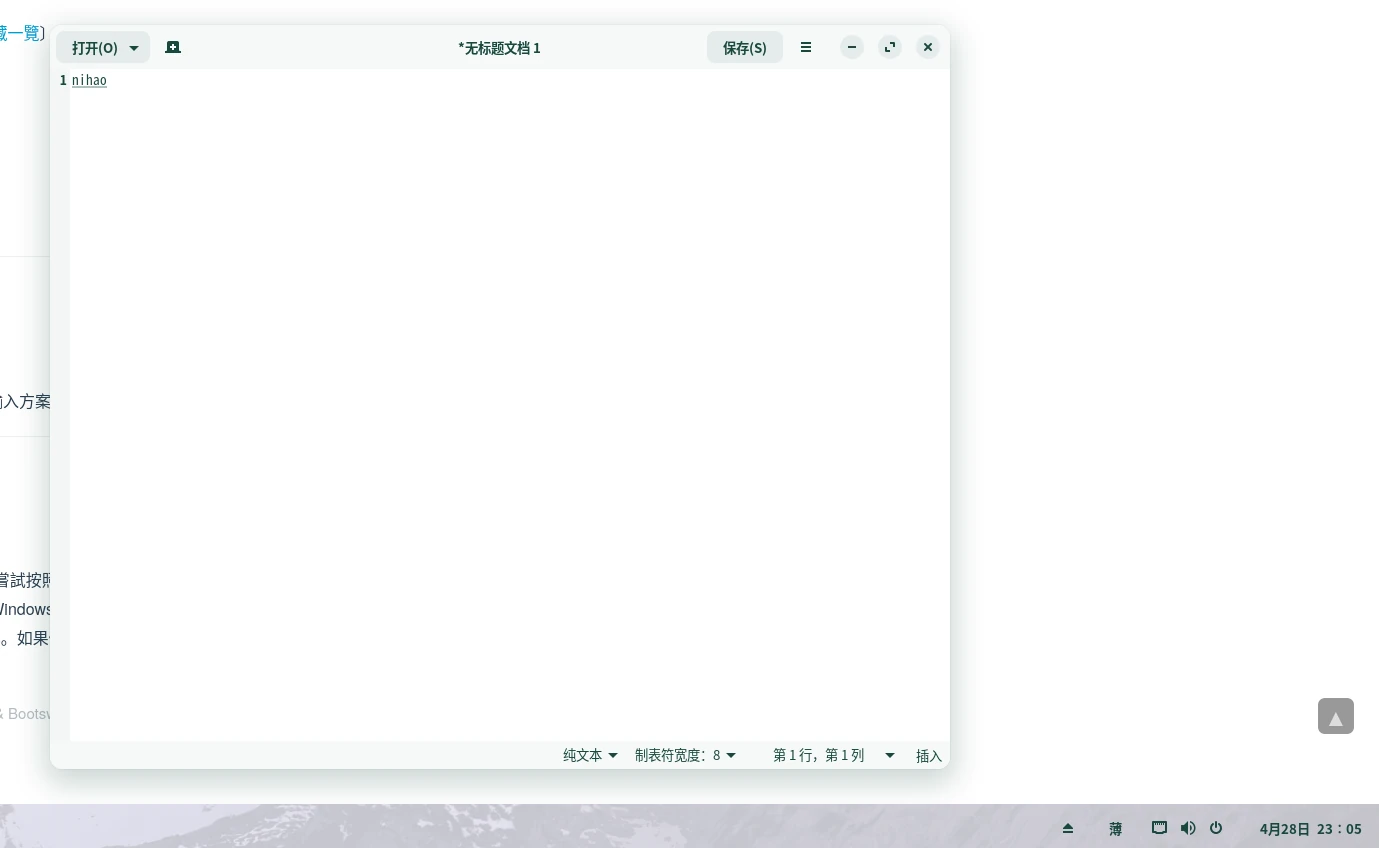 藏一覽〕
打开(O)
*无标题文档 1
保存(S)
1 nihao
输入方案
嘗試按照
Windows
。如果
& Bootsw
纯文本
制表符宽度：8
第 1 行，第 1 列
插入
薄
4月28日 23：05